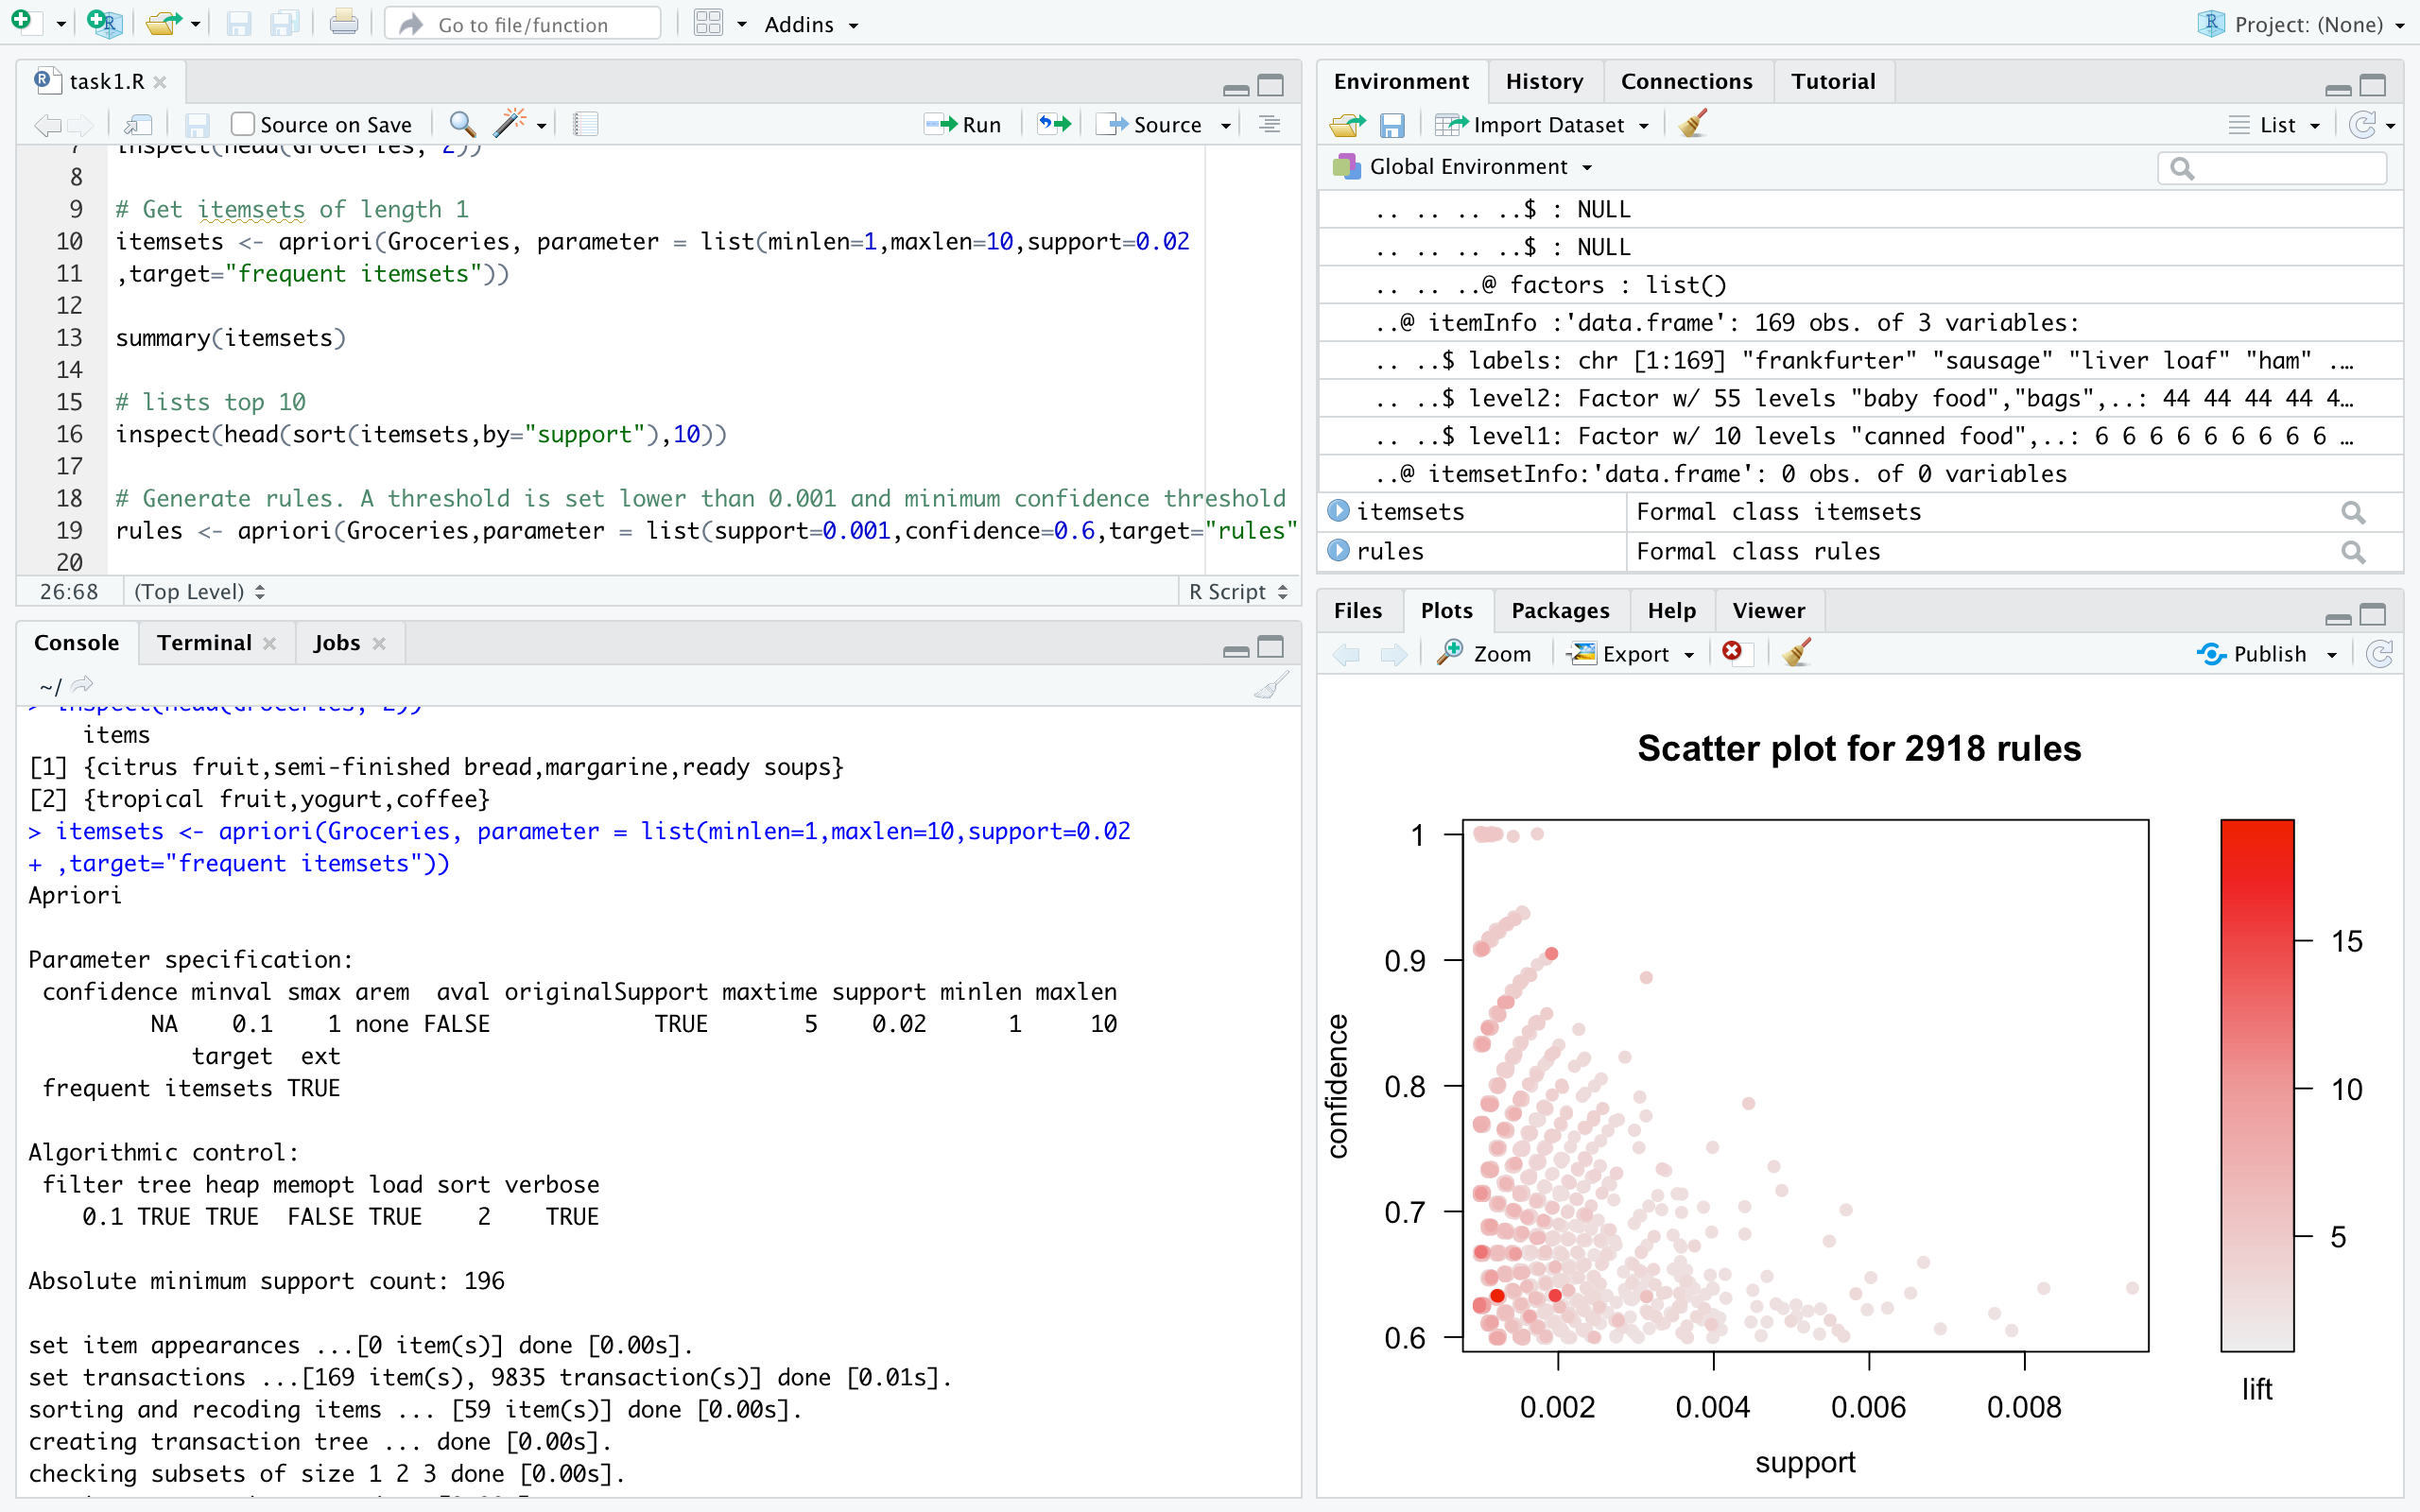 Go to file/function
Addins
Project: (None)
task1.R
Source on Save
Run
Source
7 inspect(head(Groceries, 2))
8
9 # Get itemsets of length 1
10 itemsets <- apriori(Groceries, parameter = list(minlen=1,maxlen=10,support=0.02
11 ,target="frequent itemsets"))
12
13 summary(itemsets)
14
15 # lists top 10
16 inspect(head(sort(itemsets,by="support"),10))
17
18 # Generate rules. A threshold is set lower than 0.001 and minimum confidence threshold
19 rules <- apriori(Groceries,parameter = list(support=0.001,confidence=0.6,target="rules"
20
26:68 (Top Level) R Script
Console Terminal Jobs
~/
> inspect(head(Groceries, 2))
items
[1] {citrus fruit,semi-finished bread,margarine,ready soups}
[2] {tropical fruit,yogurt,coffee}
> itemsets <- apriori(Groceries, parameter = list(minlen=1,maxlen=10,support=0.02
+ ,target="frequent itemsets"))
Apriori
Parameter specification:
confidence minval smax arem aval originalSupport maxtime support minlen maxlen
NA 0.1 1 none FALSE TRUE 5 0.02 1 10
target ext
frequent itemsets TRUE
Algorithmic control:
filter tree heap memopt load sort verbose
0.1 TRUE TRUE FALSE TRUE 2 TRUE
Absolute minimum support count: 196
set item appearances ...[0 item(s)] done [0.00s].
set transactions ...[169 item(s), 9835 transaction(s)] done [0.01s].
sorting and recoding items ... [59 item(s)] done [0.00s].
creating transaction tree ... done [0.00s].
checking subsets of size 1 2 3 done [0.00s].
Environment History Connections Tutorial
Import Dataset
List
Global Environment
.. .. .. ..$ : NULL
.. .. .. ..$ : NULL
.. .. ..@ factors : list()
..@ itemInfo :'data.frame': 169 obs. of 3 variables:
.. ..$ labels: chr [1:169] "frankfurter" "sausage" "liver loaf" "ham" ...
.. ..$ level2: Factor w/ 55 levels "baby food","bags",..: 44 44 44 44 4...
.. ..$ level1: Factor w/ 10 levels "canned food",..: 6 6 6 6 6 6 6 6 6 ...
..@ itemsetInfo:'data.frame': 0 obs. of 0 variables
itemsets Formal class itemsets
rules Formal class rules
Files Plots Packages Help Viewer
Zoom Export Publish
Scatter plot for 2918 rules
1
0.9
0.8
0.7
0.6
confidence
0.002 0.004 0.006 0.008
support
15
10
5
lift